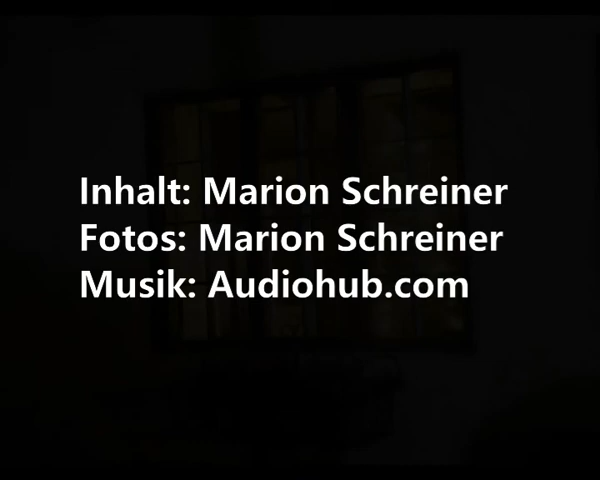 Inhalt: Marion Schreiner
Fotos: Marion Schreiner
Musik: Audiohub.com